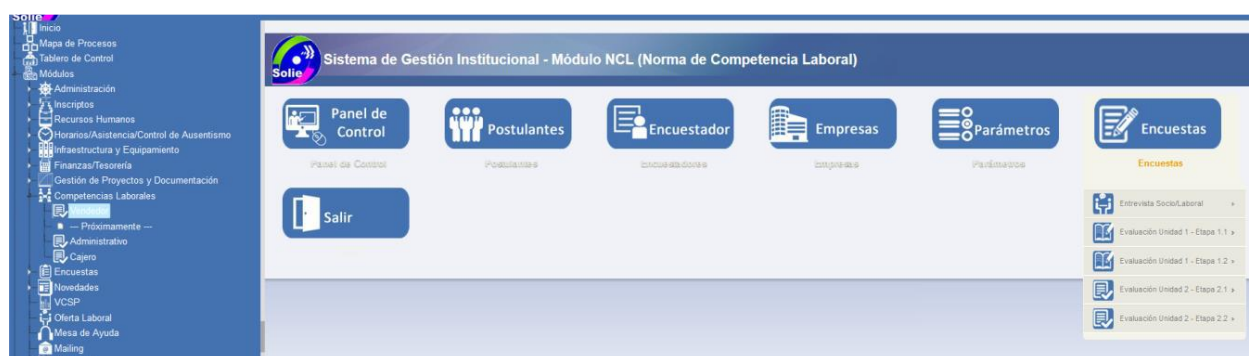 Solie
Inicio
Mapa de Procesos
Tablero de Control
Módulos
Administración
Inscriptos
Recursos Humanos
Horarios/Asistencia/Control de Ausentismo
Infraestructura y Equipamiento
Finanzas/Tesorería
Gestión de Proyectos y Documentación
Competencias Laborales
Vendedor
--- Próximamente ---
Administrativo
Cajero
Encuestas
Novedades
VCSP
Oferta Laboral
Mesa de Ayuda
Mailing
Solie
Sistema de Gestión Institucional - Módulo NCL (Norma de Competencia Laboral)
Panel de Control
Postulantes
Encuestador
Empresas
Parámetros
Encuestas
Panel de Control
Postulantes
Encuestadores
Empresas
Parámetros
Encuestas
Salir
Entrevista Socio/Laboral
Evaluación Unidad 1 - Etapa 1.1
Evaluación Unidad 1 - Etapa 1.2
Evaluación Unidad 2 - Etapa 2.1
Evaluación Unidad 2 - Etapa 2.2